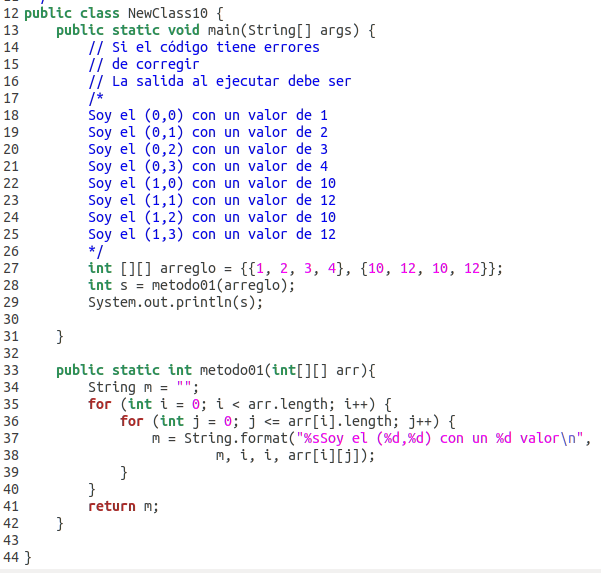 12 public class NewClass10 {
13     public static void main(String[] args) {
14         // Si el código tiene errores
15         // de corregir
16         // La salida al ejecutar debe ser
17         /*
18         Soy el (0,0) con un valor de 1
19         Soy el (0,1) con un valor de 2
20         Soy el (0,2) con un valor de 3
21         Soy el (0,3) con un valor de 4
22         Soy el (1,0) con un valor de 10
23         Soy el (1,1) con un valor de 12
24         Soy el (1,2) con un valor de 10
25         Soy el (1,3) con un valor de 12
26         */
27         int [][] arreglo = {{1, 2, 3, 4}, {10, 12, 10, 12}};
28         int s = metodo01(arreglo);
29         System.out.println(s);
30
31     }
32
33     public static int metodo01(int[][] arr){
34         String m = "";
35         for (int i = 0; i < arr.length; i++) {
36             for (int j = 0; j <= arr[i].length; j++) {
37                 m = String.format("%sSoy el (%d,%d) con un %d valor\n",
38                         m, i, i, arr[i][j]);
39             }
40         }
41         return m;
42     }
43
44 }